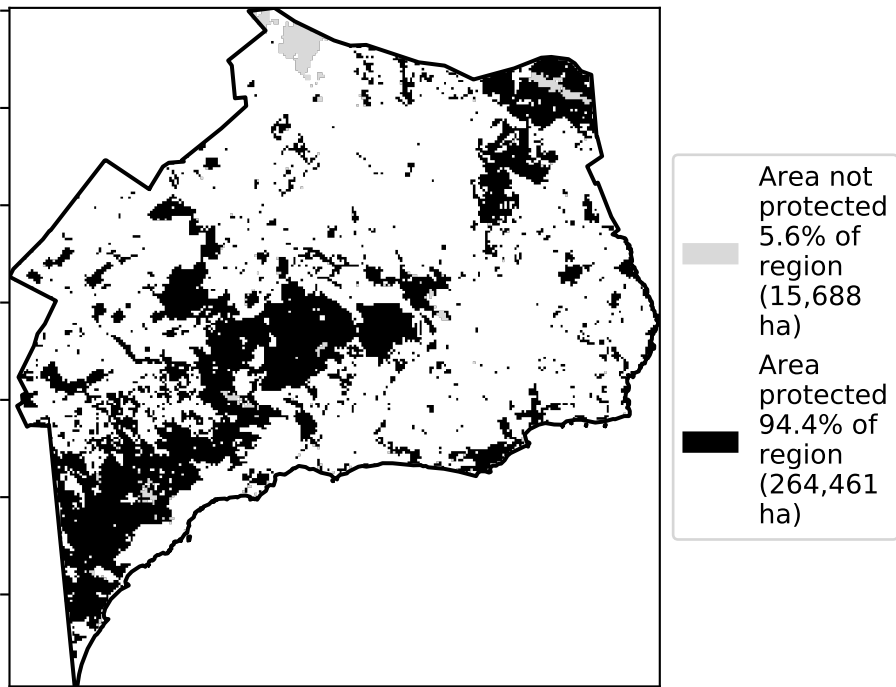 Area not
protected
5.6% of
region
(15,688
ha)
Area
protected
94.4% of
region
(264,461
ha)